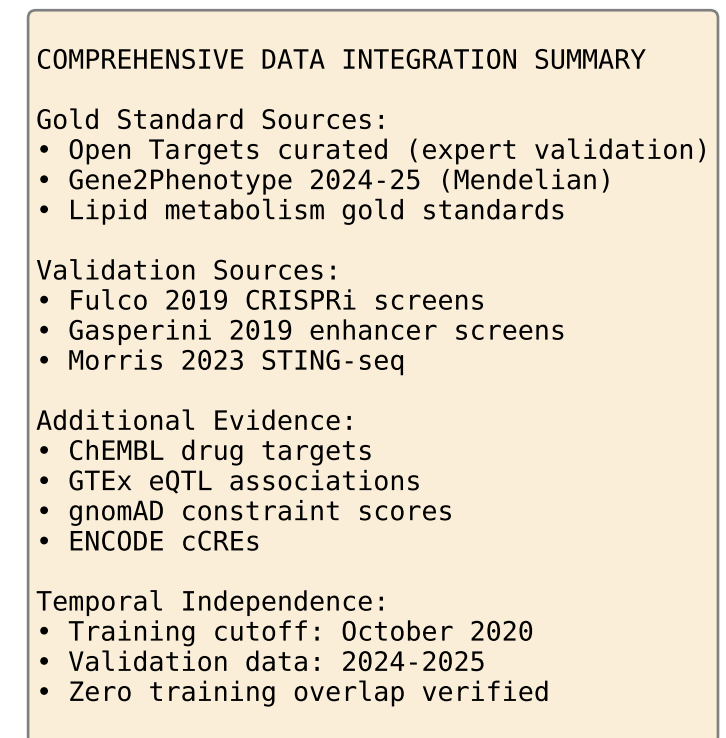 COMPREHENSIVE DATA INTEGRATION SUMMARY
Gold Standard Sources:
• Open Targets curated (expert validation)
• Gene2Phenotype 2024-25 (Mendelian)
• Lipid metabolism gold standards
Validation Sources:
• Fulco 2019 CRISPRi screens
• Gasperini 2019 enhancer screens
• Morris 2023 STING-seq
Additional Evidence:
• ChEMBL drug targets
• GTEx eQTL associations
• gnomAD constraint scores
• ENCODE cCREs
Temporal Independence:
• Training cutoff: October 2020
• Validation data: 2024-2025
• Zero training overlap verified